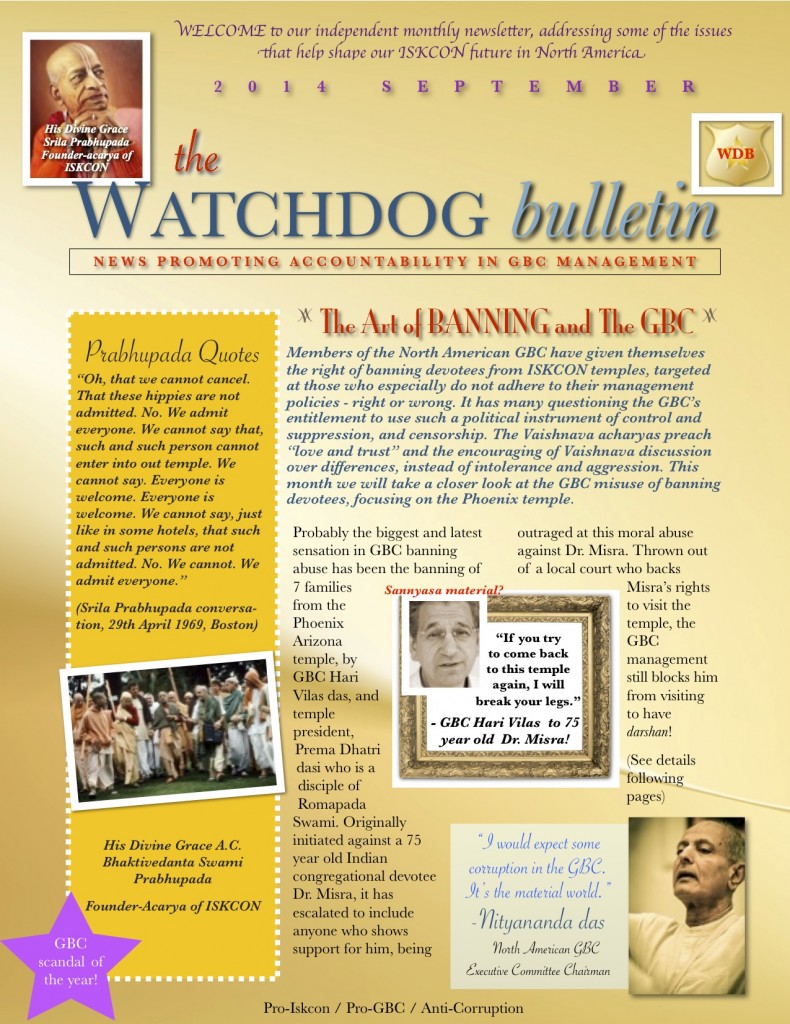 WELCOME to our independent monthly newsletter, addressing some of the issues
that help shape our ISKCON future in North America
2014 SEPTEMBER
His Divine Grace
Srila Prabhupada
Founder-acarya of
ISKCON
WDB
the
WATCHDOG bulletin
NEWS PROMOTING ACCOUNTABILITY IN GBC MANAGEMENT
Prabhupada Quotes
“Oh, that we cannot cancel.
That these hippies are not
admitted. No. We admit
everyone. We cannot say that,
such and such person cannot
enter into out temple. We
cannot say. Everyone is
welcome. Everyone is
welcome. We cannot say, just
like in some hotels, that such
and such persons are not
admitted. No. We cannot. We
admit everyone.”
(Srila Prabhupada conversa-
tion, 29th April 1969, Boston)
His Divine Grace A.C.
Bhaktivedanta Swami
Prabhupada
Founder-Acarya of ISKCON
GBC
scandal of
the year!
The Art of BANNING and The GBC
Members of the North American GBC have given themselves
the right of banning devotees from ISKCON temples, targeted
at those who especially do not adhere to their management
policies - right or wrong. It has many questioning the GBC’s
entitlement to use such a political instrument of control and
suppression, and censorship. The Vaishnava acharyas preach
“love and trust” and the encouraging of Vaishnava discussion
over differences, instead of intolerance and aggression. This
month we will take a closer look at the GBC misuse of banning
devotees, focusing on the Phoenix temple.
Probably the biggest and latest
sensation in GBC banning
abuse has been the banning of
7 families
from the
Phoenix
Arizona
temple, by
GBC Hari
Vilas das, and
temple
president,
Prema Dhatri
dasi who is a
disciple of
Romapada
Swami. Originally
initiated against a 75
year old Indian
congregational devotee
Dr. Misra, it has
escalated to include
anyone who shows
support for him, being
outraged at this moral abuse
against Dr. Misra. Thrown out
of a local court who backs
Misra’s rights
to visit the
temple, the
GBC
management
still blocks him
from visiting
to have
darshan!
(See details
following
pages)
Sannyasa material?
“If you try
to come back
to this temple
again, I will
break your legs.”
- GBC Hari Vilas to 75
year old Dr. Misra!
“I would expect some
corruption in the GBC.
It’s the material world.”
-Nityananda das
North American GBC
Executive Committee Chairman
Pro-Iskcon / Pro-GBC / Anti-Corruption